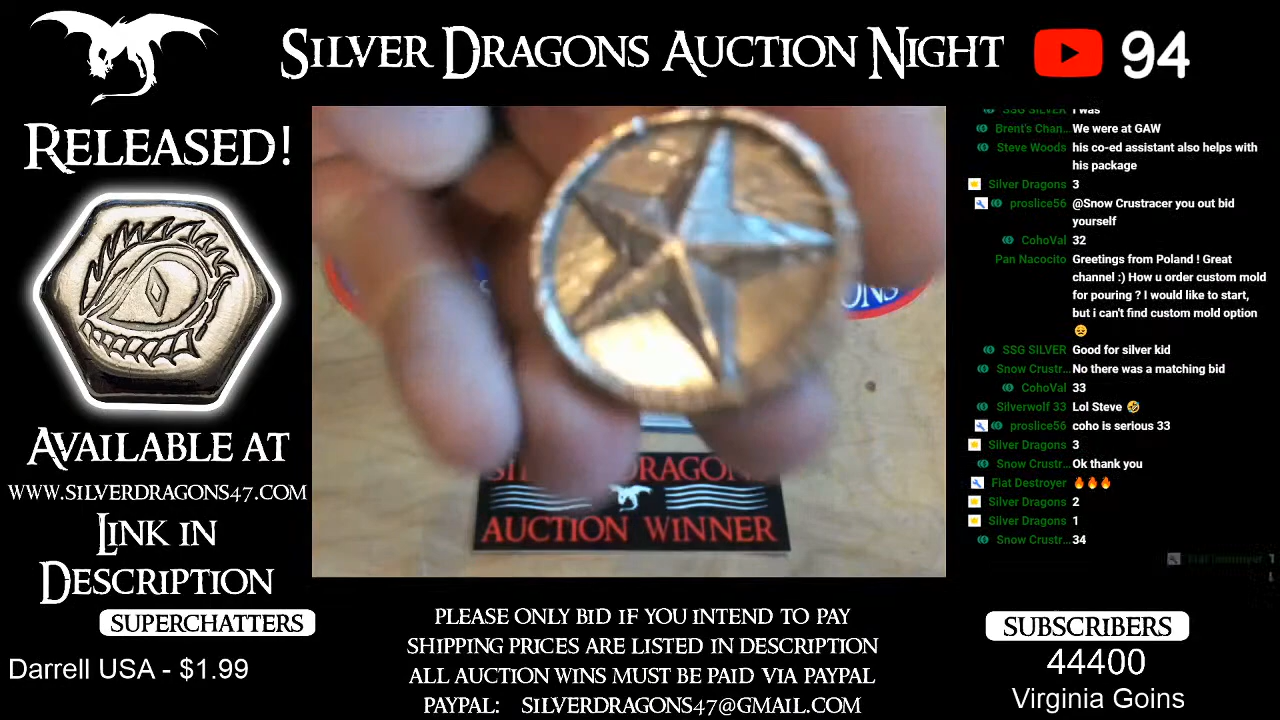 SILVER DRAGONS AUCTION NIGHT
94
RELEASED!
AVAILABLE AT
WWW.SILVERDRAGONS47.COM
LINK IN
DESCRIPTION
SUPERCHATTERS
Darrell USA - $1.99
ONS
DRAGON
AUCTION WINNER
SSG SILVER I was
Brent's Chan... We were at GAW
Steve Woods his co-ed assistant also helps with
his package
Silver Dragons 3
proslice56 @Snow Crustracer you out bid
yourself
CohoVal 32
Pan Nacocito Greetings from Poland ! Great
channel :) How u order custom mold
for pouring ? I would like to start,
but i can't find custom mold option
😔
SSG SILVER Good for silver kid
Snow Crustr... No there was a matching bid
CohoVal 33
Silverwolf 33 Lol Steve 🤣
proslice56 coho is serious 33
Silver Dragons 3
Snow Crustr... Ok thank you
Fiat Destroyer 🔥🔥🔥
Silver Dragons 2
Silver Dragons 1
Snow Crustr... 34
Fiat Destroyer
PLEASE ONLY BID IF YOU INTEND TO PAY
SHIPPING PRICES ARE LISTED IN DESCRIPTION
ALL AUCTION WINS MUST BE PAID VIA PAYPAL
PAYPAL: SILVERDRAGONS47@GMAIL.COM
SUBSCRIBERS
44400
Virginia Goins